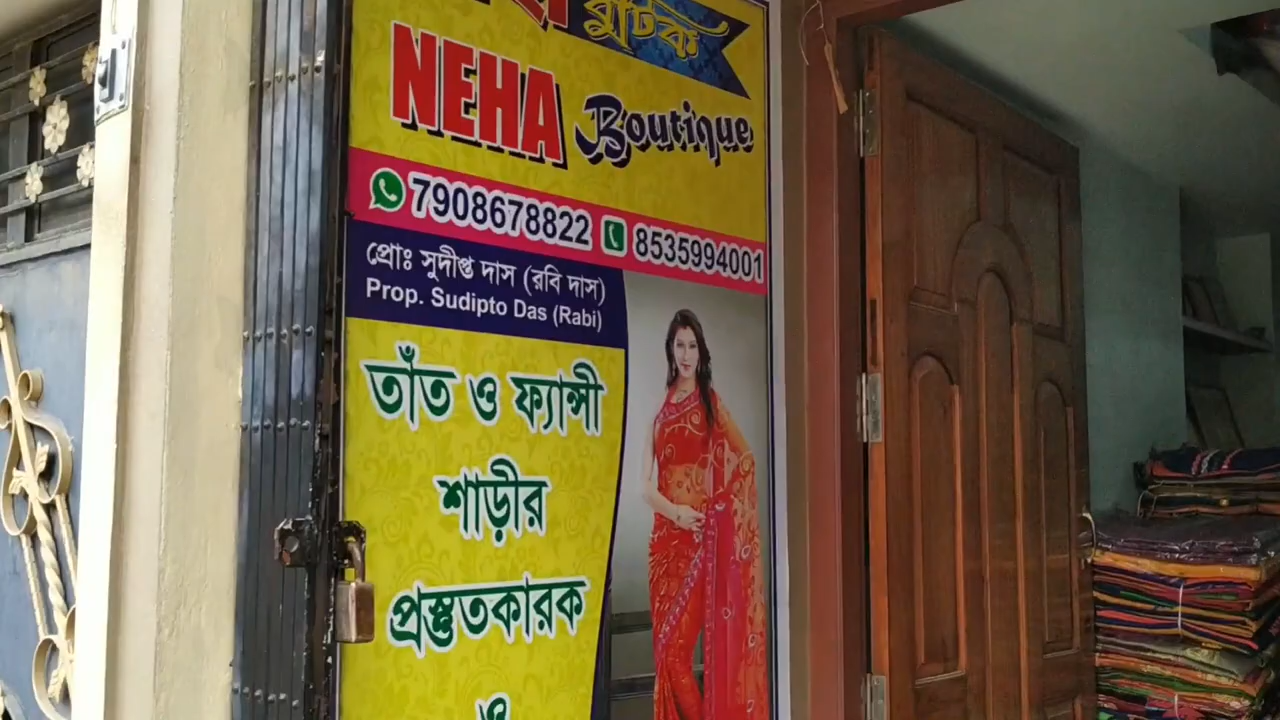 বুটিক
NEHA Boutique
7908678822 8535994001
প্রোঃ সুদীপ্ত দাস (রবি দাস)
Prop. Sudipto Das (Rabi)
তাঁত ও ফ্যান্সী
শাড়ীর
প্রস্তুতকারক
ও